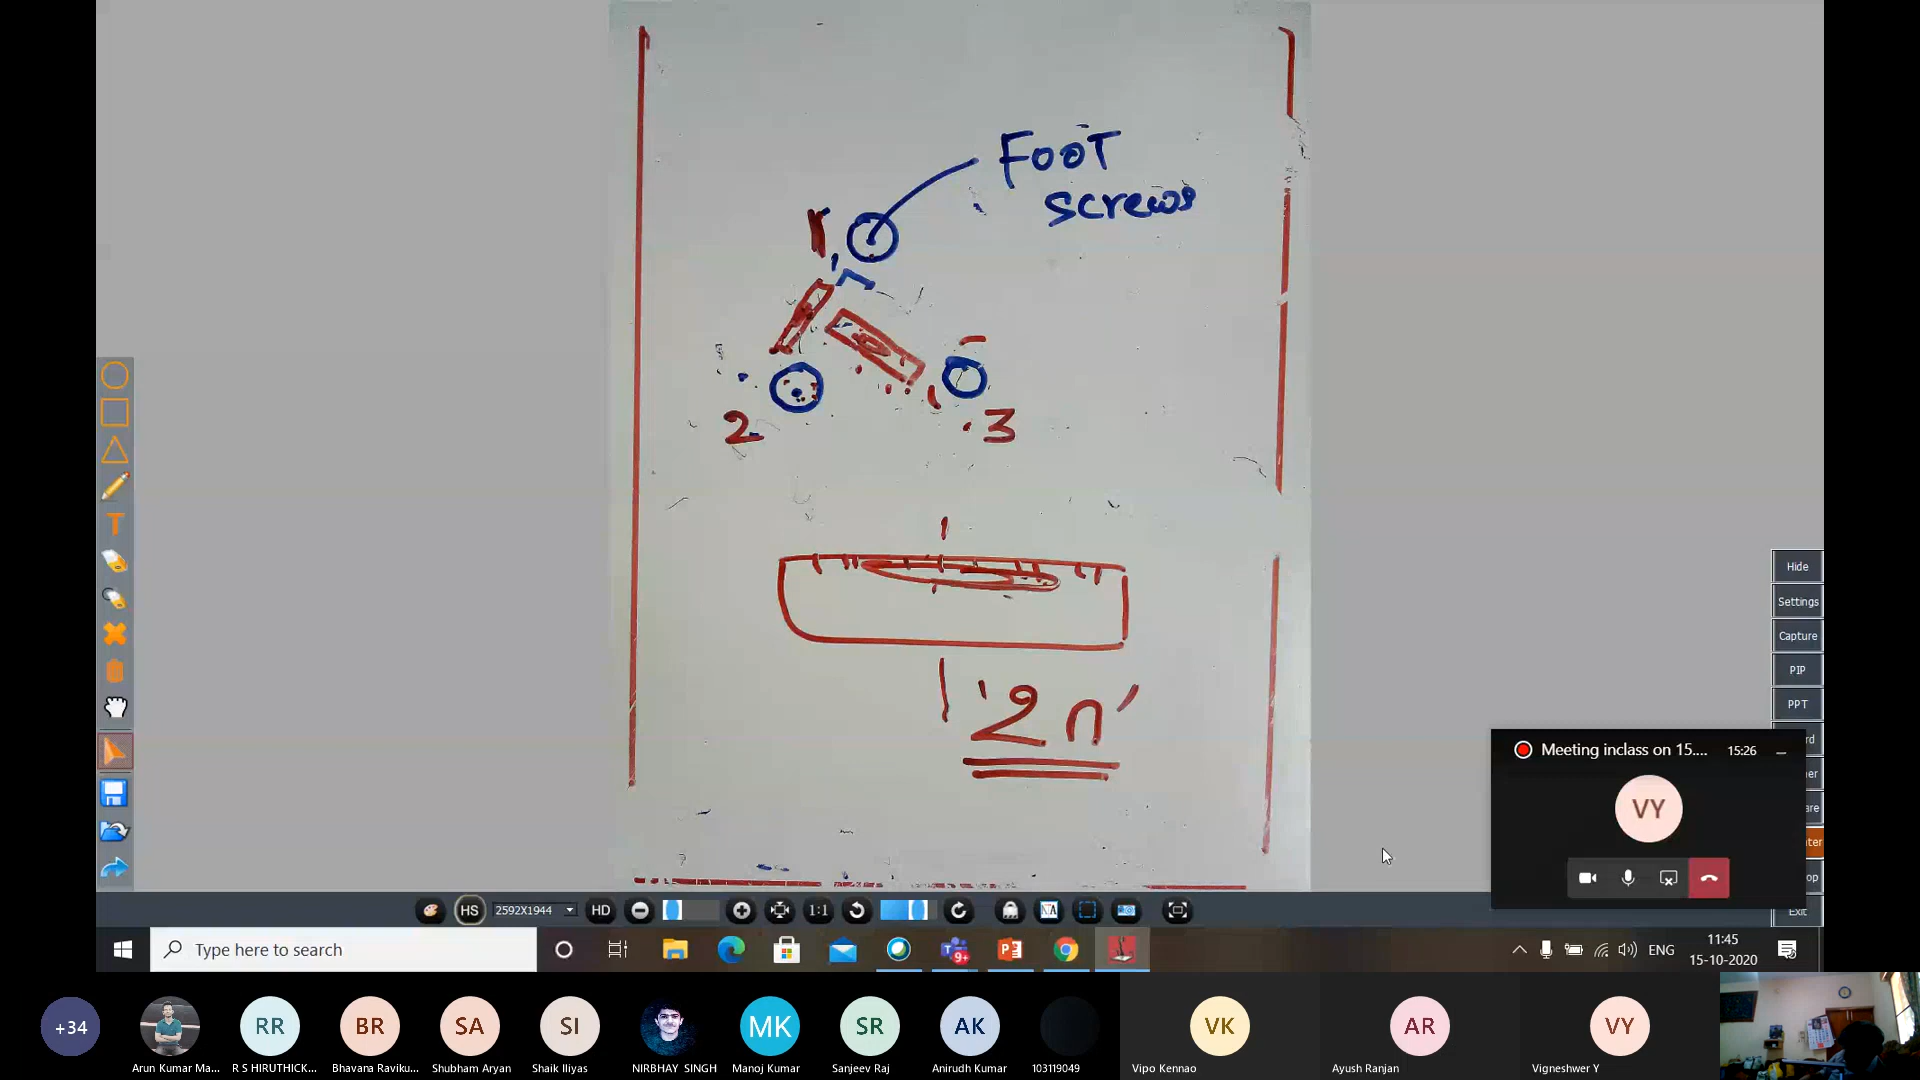 FOOT
screws
1
2
3
'2n'
Hide
Settings
Capture
PIP
PPT
Exit
Meeting inclass on 15.... 15:26
VY
HS 2592X1944 HD 1:1
Type here to search
9+
ENG
11:45
15-10-2020
+34 RR BR SA SI MK SR AK VK AR VY
Arun Kumar Ma... R S HIRUTHICK... Bhavana Raviku... Shubham Aryan Shaik Iliyas NIRBHAY SINGH Manoj Kumar Sanjeev Raj Anirudh Kumar 103119049 Vipo Kennao Ayush Ranjan Vigneshwer Y